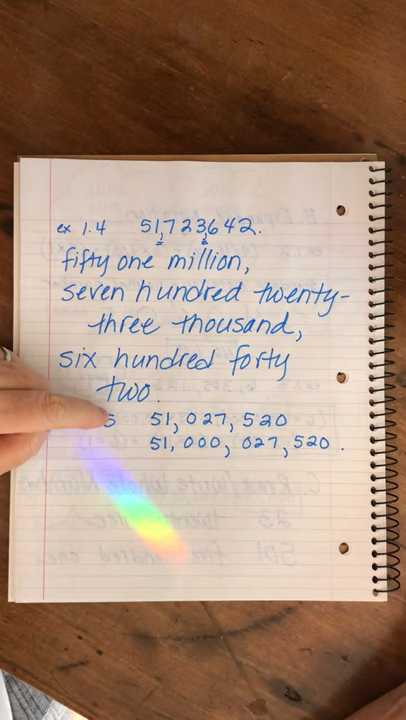 ex 1.4 51,723,642.
fifty one million,
seven hundred twenty-
three thousand,
six hundred forty
two.
5 51,027,520
51,000,027,520.